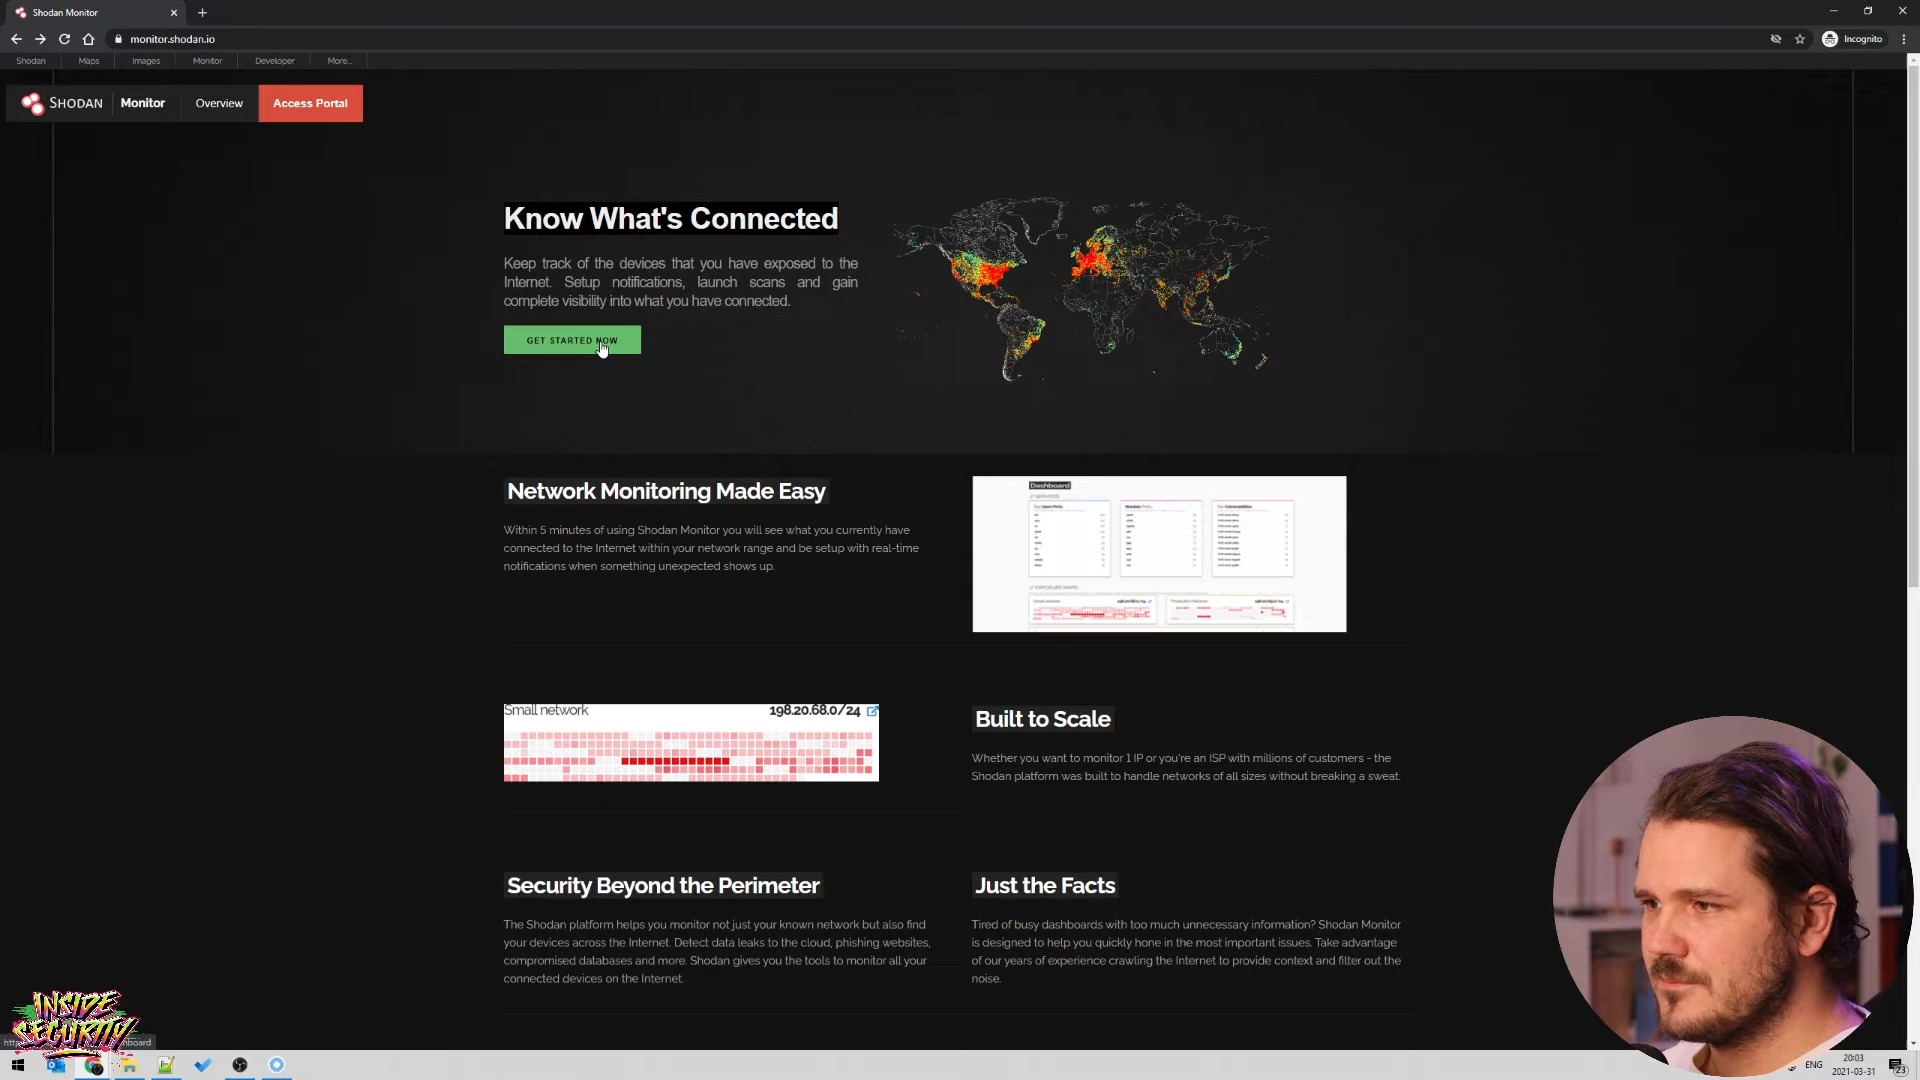 Shodan Monitor
monitor.shodan.io
Incognito
Shodan
Maps
Images
Monitor
Developer
More...
SHODAN
Monitor
Overview
Access Portal
Know What's Connected
Keep track of the devices that you have exposed to the
Internet. Setup notifications, launch scans and gain
complete visibility into what you have connected.
GET STARTED NOW
Network Monitoring Made Easy
Within 5 minutes of using Shodan Monitor you will see what you currently have
connected to the Internet within your network range and be setup with real-time
notifications when something unexpected shows up.
Dashboard
Small network
198.20.68.0/24
Built to Scale
Whether you want to monitor 1 IP or you're an ISP with millions of customers - the
Shodan platform was built to handle networks of all sizes without breaking a sweat.
Security Beyond the Perimeter
The Shodan platform helps you monitor not just your known network but also find
your devices across the Internet. Detect data leaks to the cloud, phishing websites,
compromised databases and more. Shodan gives you the tools to monitor all your
connected devices on the Internet.
Just the Facts
Tired of busy dashboards with too much unnecessary information? Shodan Monitor
is designed to help you quickly hone in the most important issues. Take advantage
of our years of experience crawling the Internet to provide context and filter out the
noise.
INSIDE
SECURITY
ENG
20:03
2021-03-31
23